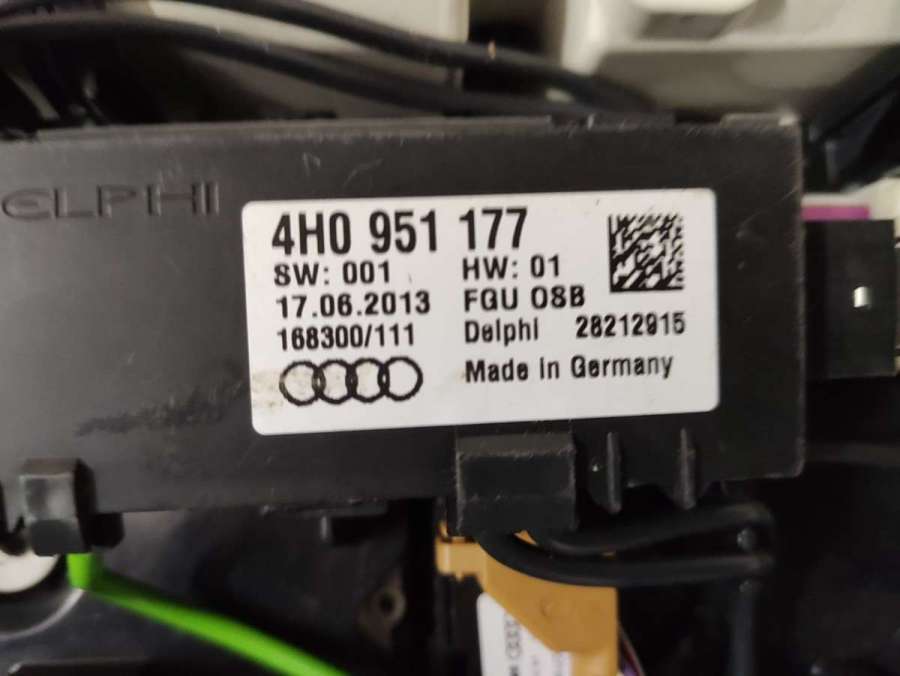 DELPHI
4H0 951 177
SW: 001 HW: 01
17.06.2013 FGU 08B
168300/111 Delphi 28212915
Made in Germany